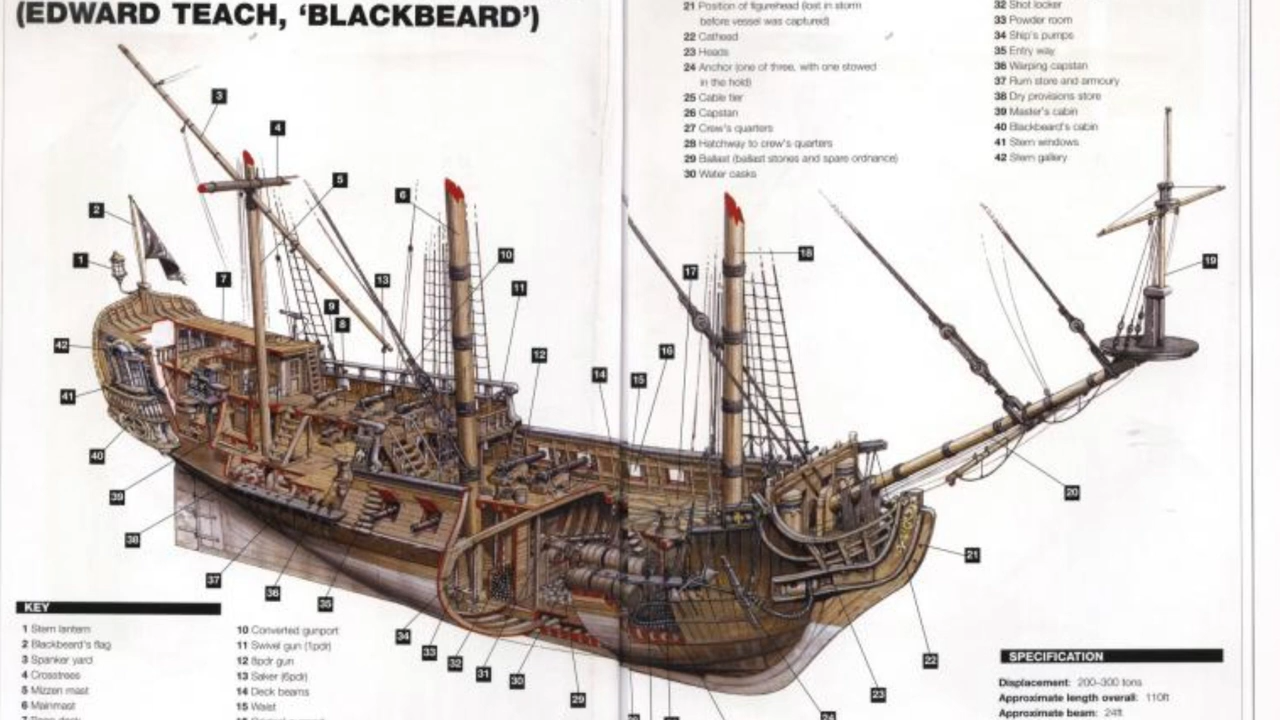 (EDWARD TEACH, ‘BLACKBEARD’)
21 Position of figurehead (lost in storm
before vessel was captured)
22 Cathead
23 Heads
24 Anchor (one of three, with one stowed
in the hold)
25 Cable tier
26 Capstan
27 Crew's quarters
28 Hatchway to crew's quarters
29 Ballast (ballast stones and spare ordnance)
30 Water casks
32 Shot locker
33 Powder room
34 Ship's pumps
35 Entry way
36 Warping capstan
37 Rum store and armoury
38 Dry provisions store
39 Master's cabin
40 Blackbeard's cabin
41 Stern windows
42 Stern gallery
3
4
5
6
2
10
18
1
7
13
11
17
19
9
8
42
12
16
14
15
41
40
39
20
38
21
37
36
35
34
33
32
31
30
29
22
23
24
KEY
1 Stern lantern
2 Blackbeard's flag
3 Spanker yard
4 Crosstrees
5 Mizzen mast
6 Mainmast
10 Converted gunport
11 Swivel gun (1pdr)
12 8pdr gun
13 Saker (6pdr)
14 Deck beams
15 Waist
SPECIFICATION
Displacement: 200–300 tons
Approximate length overall: 110ft
Approximate beam: 24ft